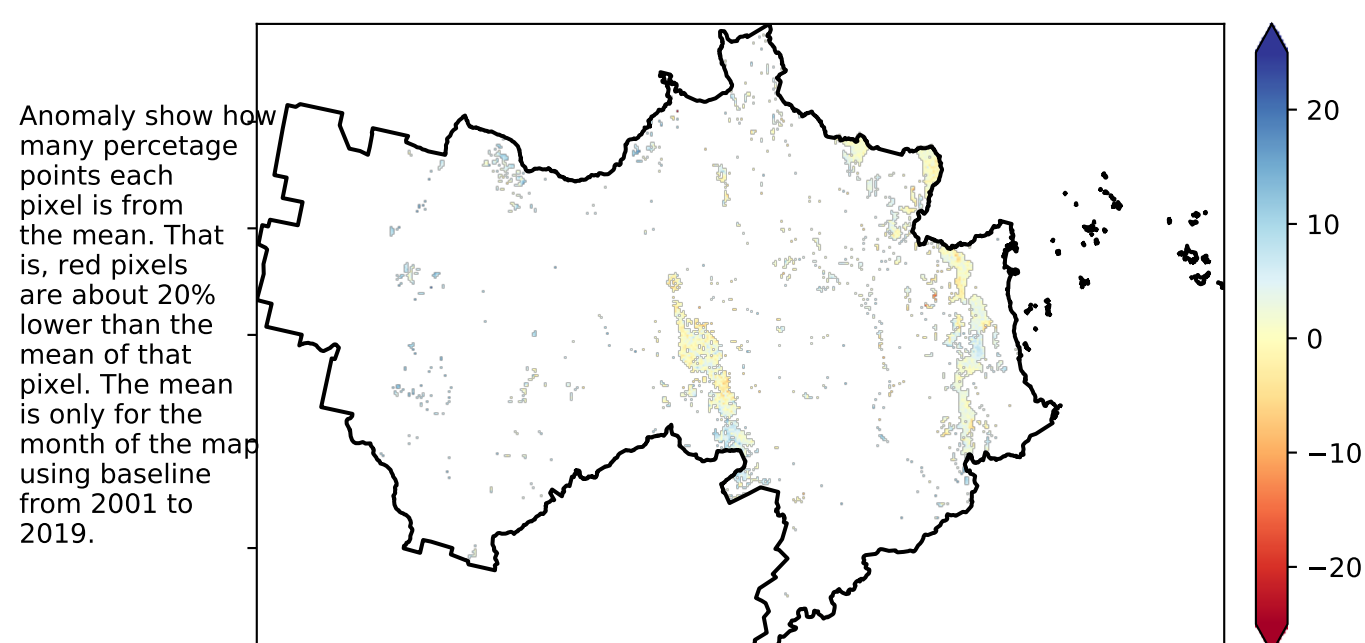 Anomaly show how
many percetage
points each
pixel is from
the mean. That
is, red pixels
are about 20%
lower than the
mean of that
pixel. The mean
is only for the
month of the map
using baseline
from 2001 to
2019.
20
10
0
−10
−20